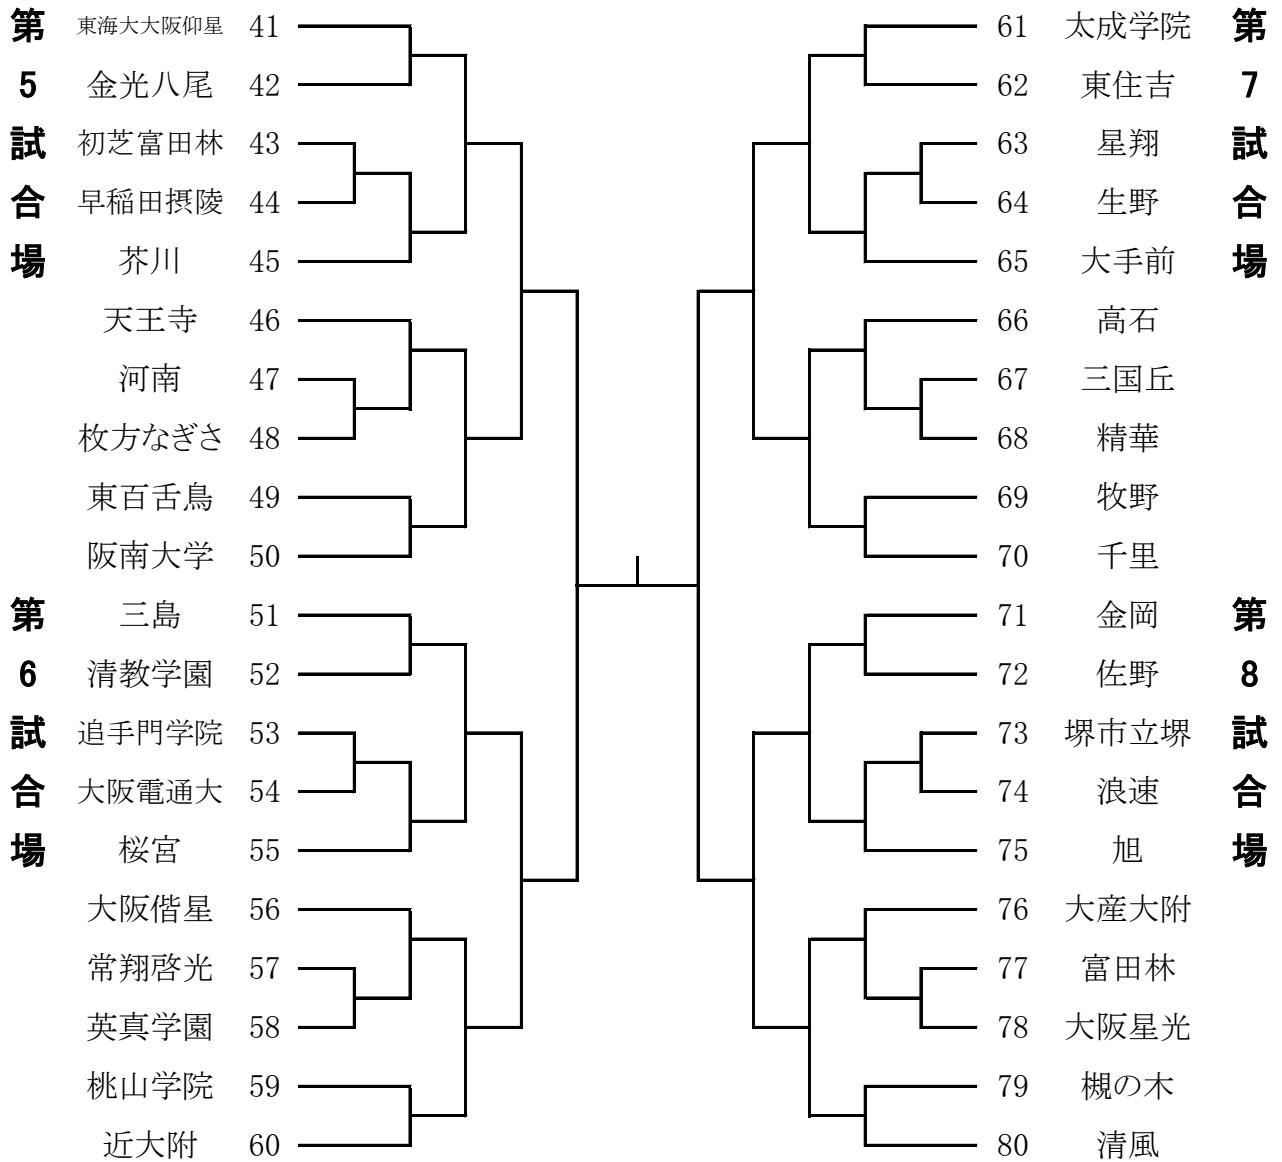 第5試合場
東海大大阪仰星 41
金光八尾 42
初芝富田林 43
早稲田摂陵 44
芥川 45
天王寺 46
河南 47
枚方なぎさ 48
東百舌鳥 49
阪南大学 50
第6試合場
三島 51
清教学園 52
追手門学院 53
大阪電通大 54
桜宮 55
大阪偕星 56
常翔啓光 57
英真学園 58
桃山学院 59
近大附 60
第7試合場
61 太成学院
62 東住吉
63 星翔
64 生野
65 大手前
66 高石
67 三国丘
68 精華
69 牧野
70 千里
第8試合場
71 金岡
72 佐野
73 堺市立堺
74 浪速
75 旭
76 大産大附
77 富田林
78 大阪星光
79 槻の木
80 清風